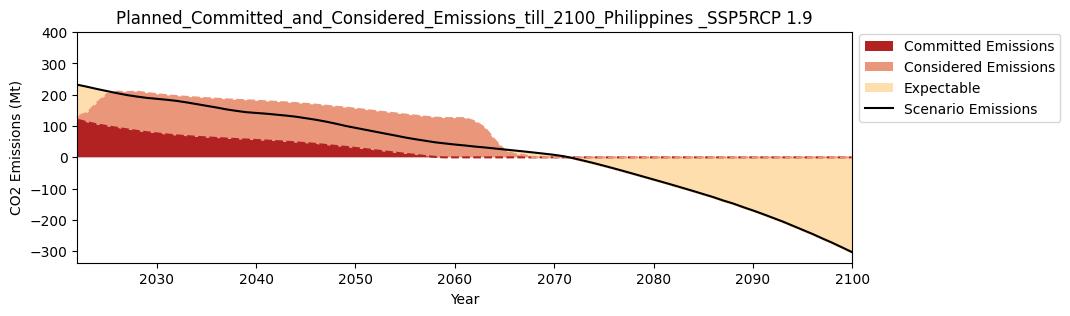 Planned_Committed_and_Considered_Emissions_till_2100_Philippines _SSP5RCP 1.9
400
300
200
100
0
−100
−200
−300
CO2 Emissions (Mt)
2030
2040
2050
2060
2070
2080
2090
2100
Year
Committed Emissions
Considered Emissions
Expectable
Scenario Emissions